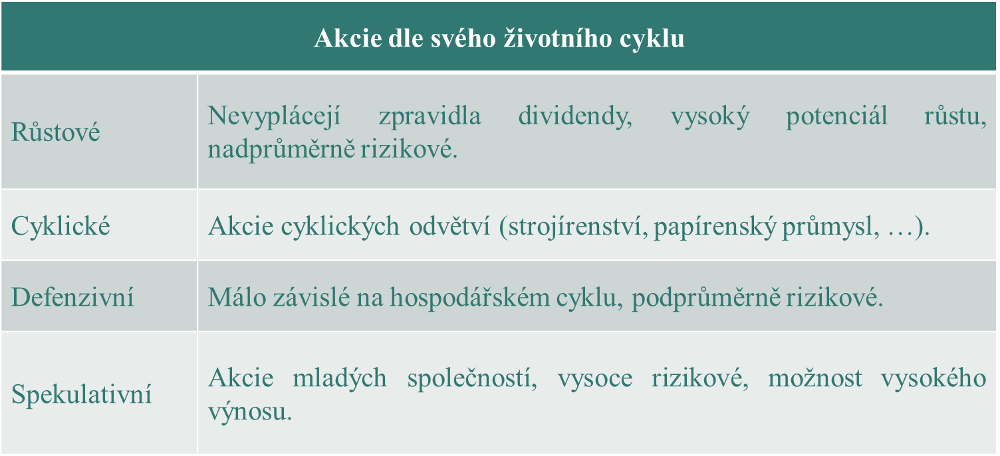 Akcie dle svého životního cyklu
Růstové
Nevyplácejí zpravidla dividendy, vysoký potenciál růstu,
nadprůměrně rizikové.
Cyklické
Akcie cyklických odvětví (strojírenství, papírenský průmysl, …).
Defenzivní
Málo závislé na hospodářském cyklu, podprůměrně rizikové.
Spekulativní
Akcie mladých společností, vysoce rizikové, možnost vysokého
výnosu.